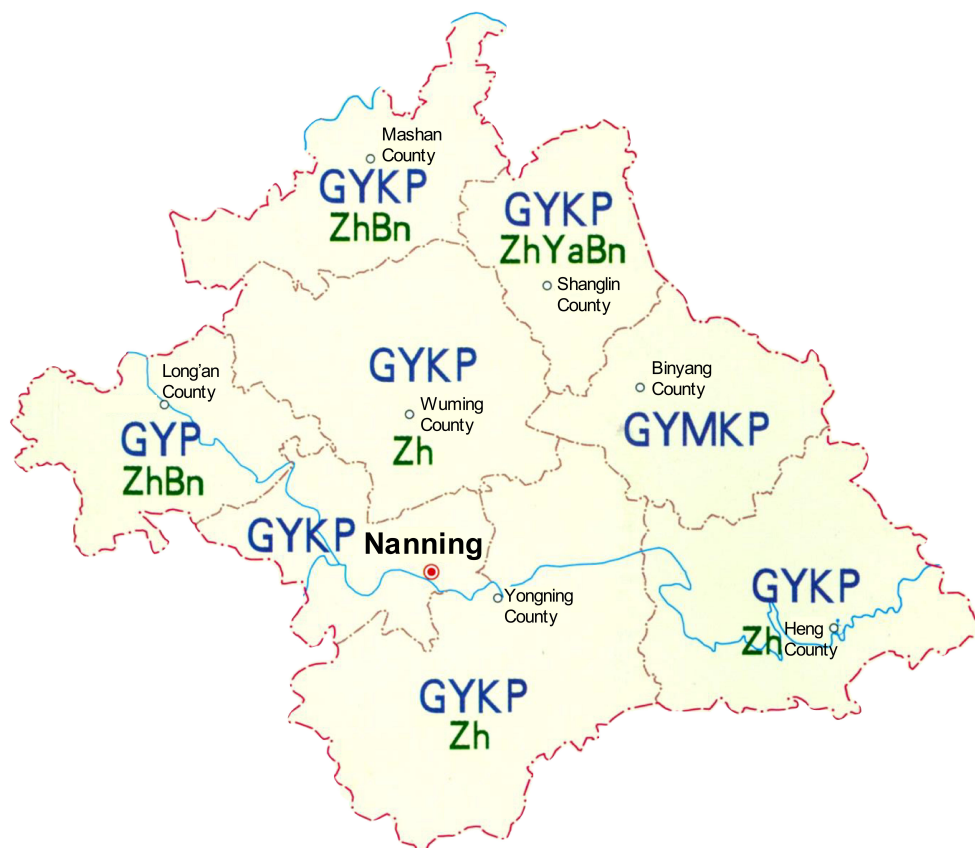 Mashan
County
GYKP
ZhBn
GYKP
ZhYaBn
Shanglin
County
GYKP
Wuming
County
Zh
Binyang
County
GYMKP
Long'an
County
GYP
ZhBn
GYKP
Nanning
Yongning
County
GYKP
Zh
GYKP
Heng
County
Zh